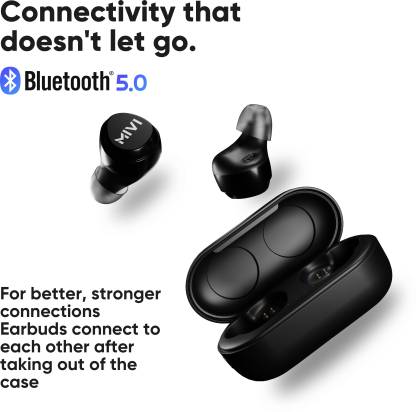 Connectivity that
doesn't let go.
Bluetooth® 5.0
MIVI
For better, stronger
connections
Earbuds connect to
each other after
taking out of the
case